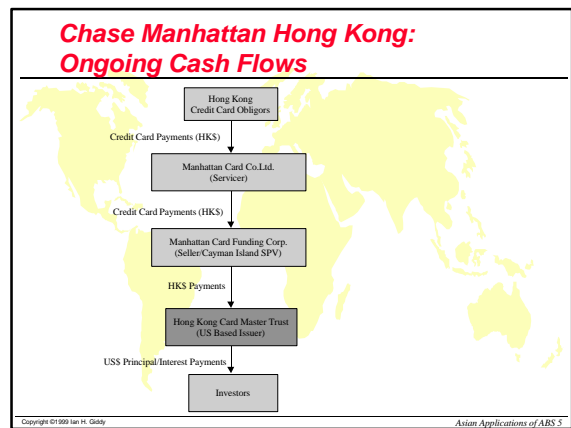 Chase Manhattan Hong Kong:
Ongoing Cash Flows
Hong Kong
Credit Card Obligors
Credit Card Payments (HK$)
Manhattan Card Co.Ltd.
(Servicer)
Credit Card Payments (HK$)
Manhattan Card Funding Corp.
(Seller/Cayman Island SPV)
HK$ Payments
Hong Kong Card Master Trust
(US Based Issuer)
US$ Principal/Interest Payments
Investors
Copyright ©1999 Ian H. Giddy
Asian Applications of ABS 5